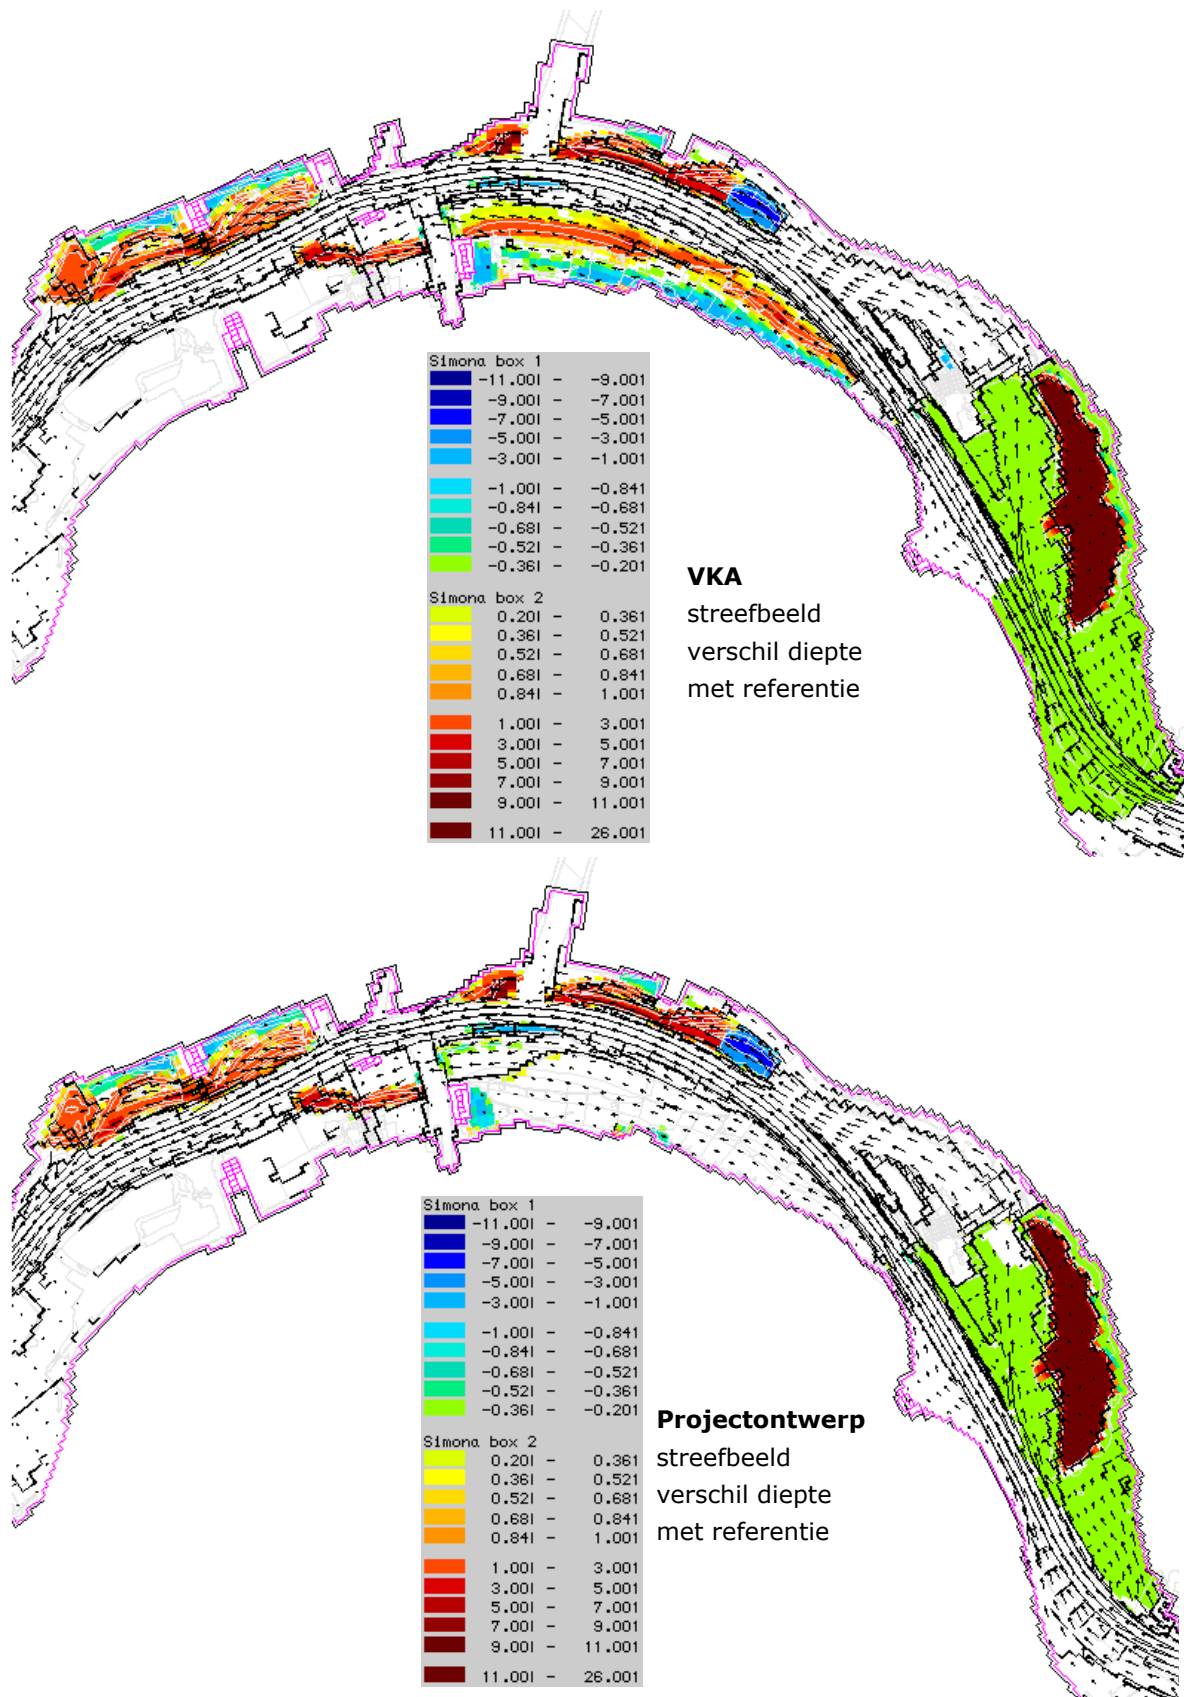 Simona box 1
-11.001 - -9.001
-9.001 - -7.001
-7.001 - -5.001
-5.001 - -3.001
-3.001 - -1.001
-1.001 - -0.841
-0.841 - -0.681
-0.681 - -0.521
-0.521 - -0.361
-0.361 - -0.201
Simona box 2
0.201 - 0.361
0.361 - 0.521
0.521 - 0.681
0.681 - 0.841
0.841 - 1.001
1.001 - 3.001
3.001 - 5.001
5.001 - 7.001
7.001 - 9.001
9.001 - 11.001
11.001 - 26.001
VKA
streefbeeld
verschil diepte
met referentie
Simona box 1
-11.001 - -9.001
-9.001 - -7.001
-7.001 - -5.001
-5.001 - -3.001
-3.001 - -1.001
-1.001 - -0.841
-0.841 - -0.681
-0.681 - -0.521
-0.521 - -0.361
-0.361 - -0.201
Simona box 2
0.201 - 0.361
0.361 - 0.521
0.521 - 0.681
0.681 - 0.841
0.841 - 1.001
1.001 - 3.001
3.001 - 5.001
5.001 - 7.001
7.001 - 9.001
9.001 - 11.001
11.001 - 26.001
Projectontwerp
streefbeeld
verschil diepte
met referentie